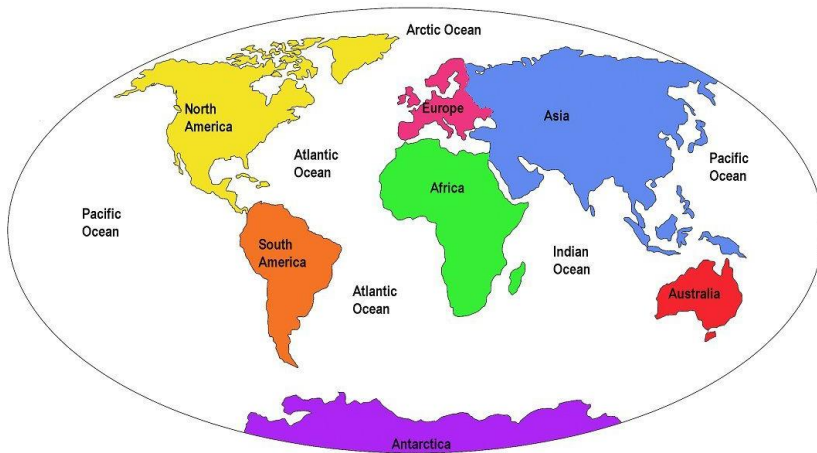 Arctic Ocean
North
America
Europe
Asia
Atlantic
Ocean
Pacific
Ocean
Africa
Pacific
Ocean
South
America
Indian
Ocean
Atlantic
Ocean
Australia
Antarctica